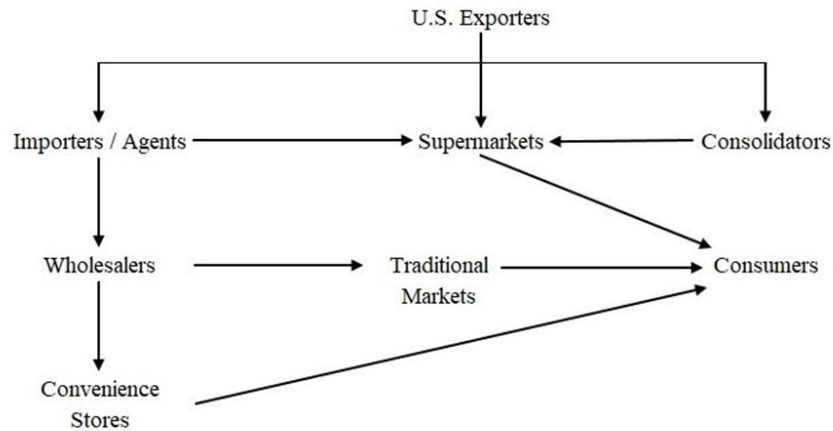 U.S. Exporters
Importers / Agents
Supermarkets
Consolidators
Wholesalers
Traditional
Markets
Consumers
Convenience
Stores